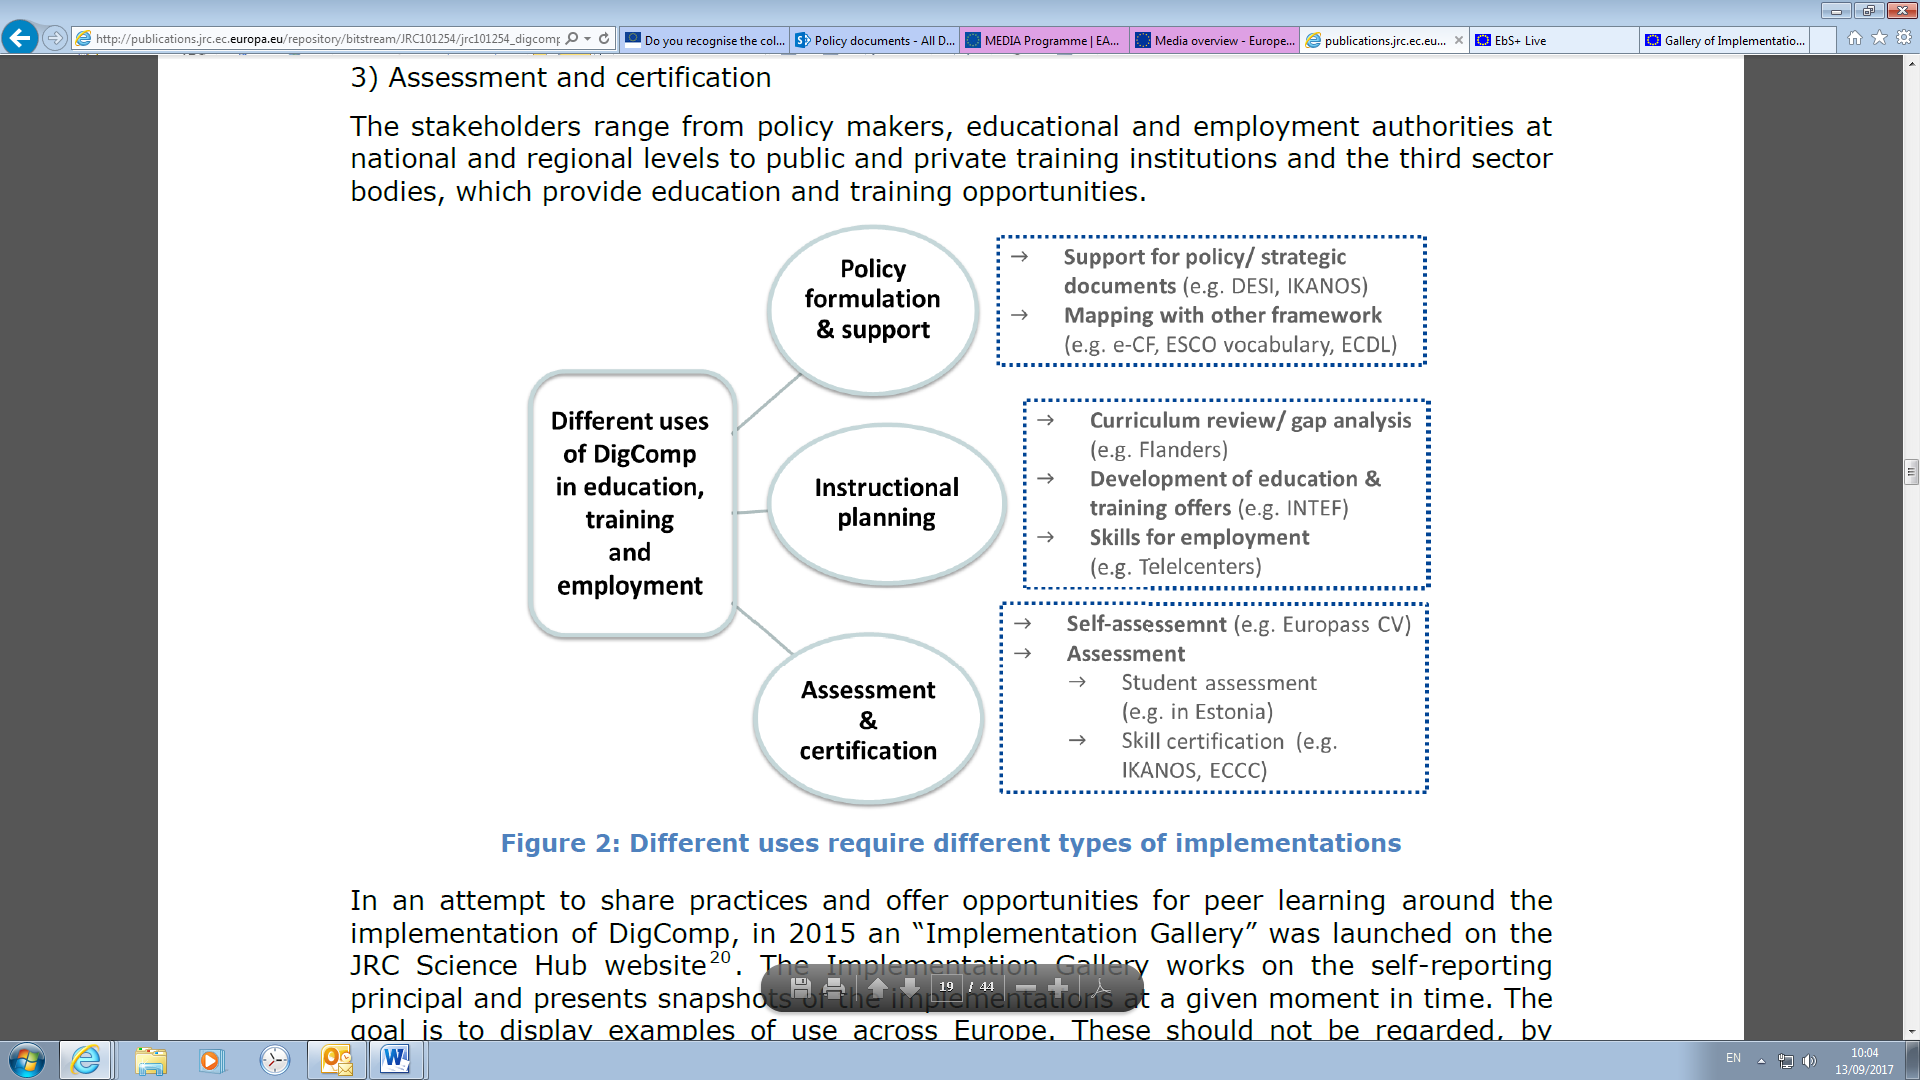 http://publications.jrc.ec.europa.eu/repository/bitstream/JRC101254/jrc101254_digcomp
Do you recognise the col...
Policy documents - All D...
MEDIA Programme | EA...
Media overview - Europe...
publications.jrc.ec.eu...
EbS+ Live
Gallery of Implementatio...
3) Assessment and certification
The stakeholders range from policy makers, educational and employment authorities at
national and regional levels to public and private training institutions and the third sector
bodies, which provide education and training opportunities.
Different uses
of DigComp
in education,
training
and
employment
Policy
formulation
& support
→ Support for policy/ strategic
documents (e.g. DESI, IKANOS)
→ Mapping with other framework
(e.g. e-CF, ESCO vocabulary, ECDL)
Instructional
planning
→ Curriculum review/ gap analysis
(e.g. Flanders)
→ Development of education &
training offers (e.g. INTEF)
→ Skills for employment
(e.g. Telelcenters)
Assessment
&
certification
→ Self-assessemnt (e.g. Europass CV)
→ Assessment
→ Student assessment
(e.g. in Estonia)
→ Skill certification (e.g.
IKANOS, ECCC)
Figure 2: Different uses require different types of implementations
In an attempt to share practices and offer opportunities for peer learning around the
implementation of DigComp, in 2015 an “Implementation Gallery” was launched on the
JRC Science Hub website20. The Implementation Gallery works on the self-reporting
principal and presents snapshots of the implementations at a given moment in time. The
goal is to display examples of use across Europe. These should not be regarded, by
19 / 44
EN
10:04
13/09/2017